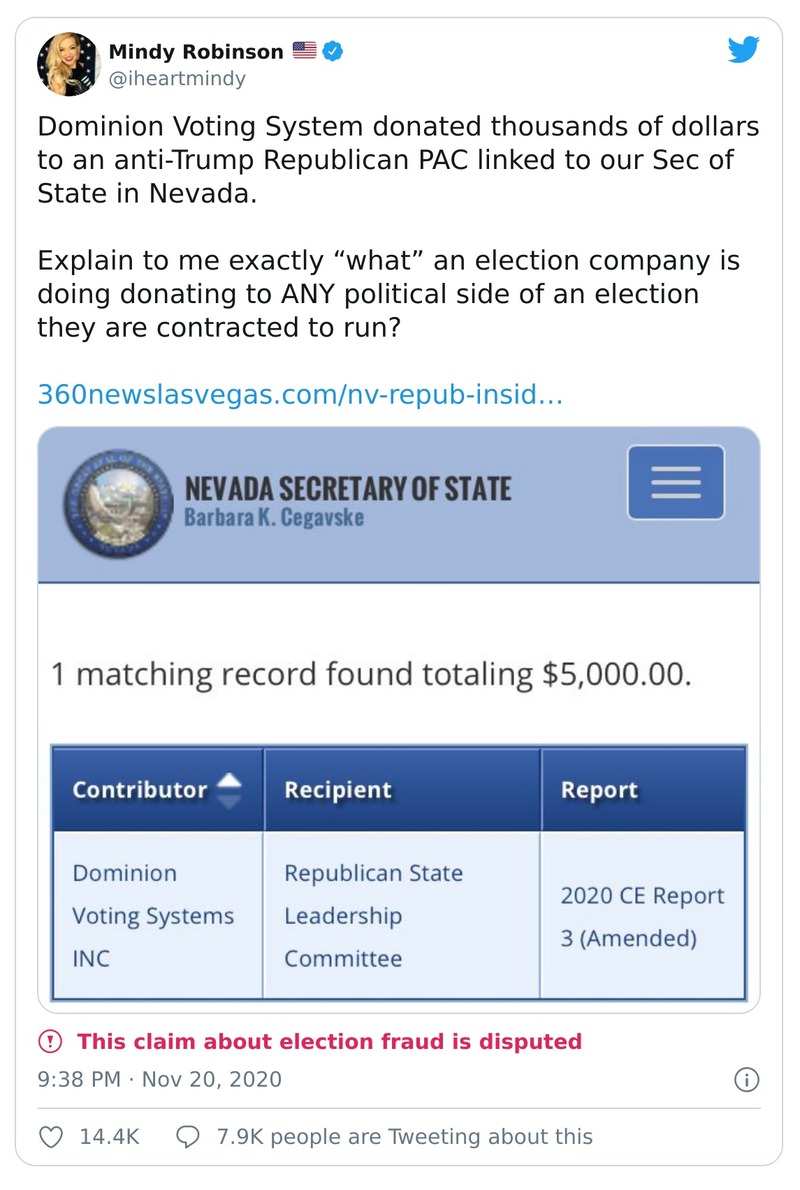 Mindy Robinson 🇺🇸
@iheartmindy
Dominion Voting System donated thousands of dollars
to an anti-Trump Republican PAC linked to our Sec of
State in Nevada.
Explain to me exactly “what” an election company is
doing donating to ANY political side of an election
they are contracted to run?
360newslasvegas.com/nv-repub-insid…
NEVADA SECRETARY OF STATE
Barbara K. Cegavske
1 matching record found totaling $5,000.00.
Contributor
Recipient
Report
Dominion
Voting Systems
INC
Republican State
Leadership
Committee
2020 CE Report
3 (Amended)
This claim about election fraud is disputed
9:38 PM · Nov 20, 2020
14.4K
7.9K people are Tweeting about this